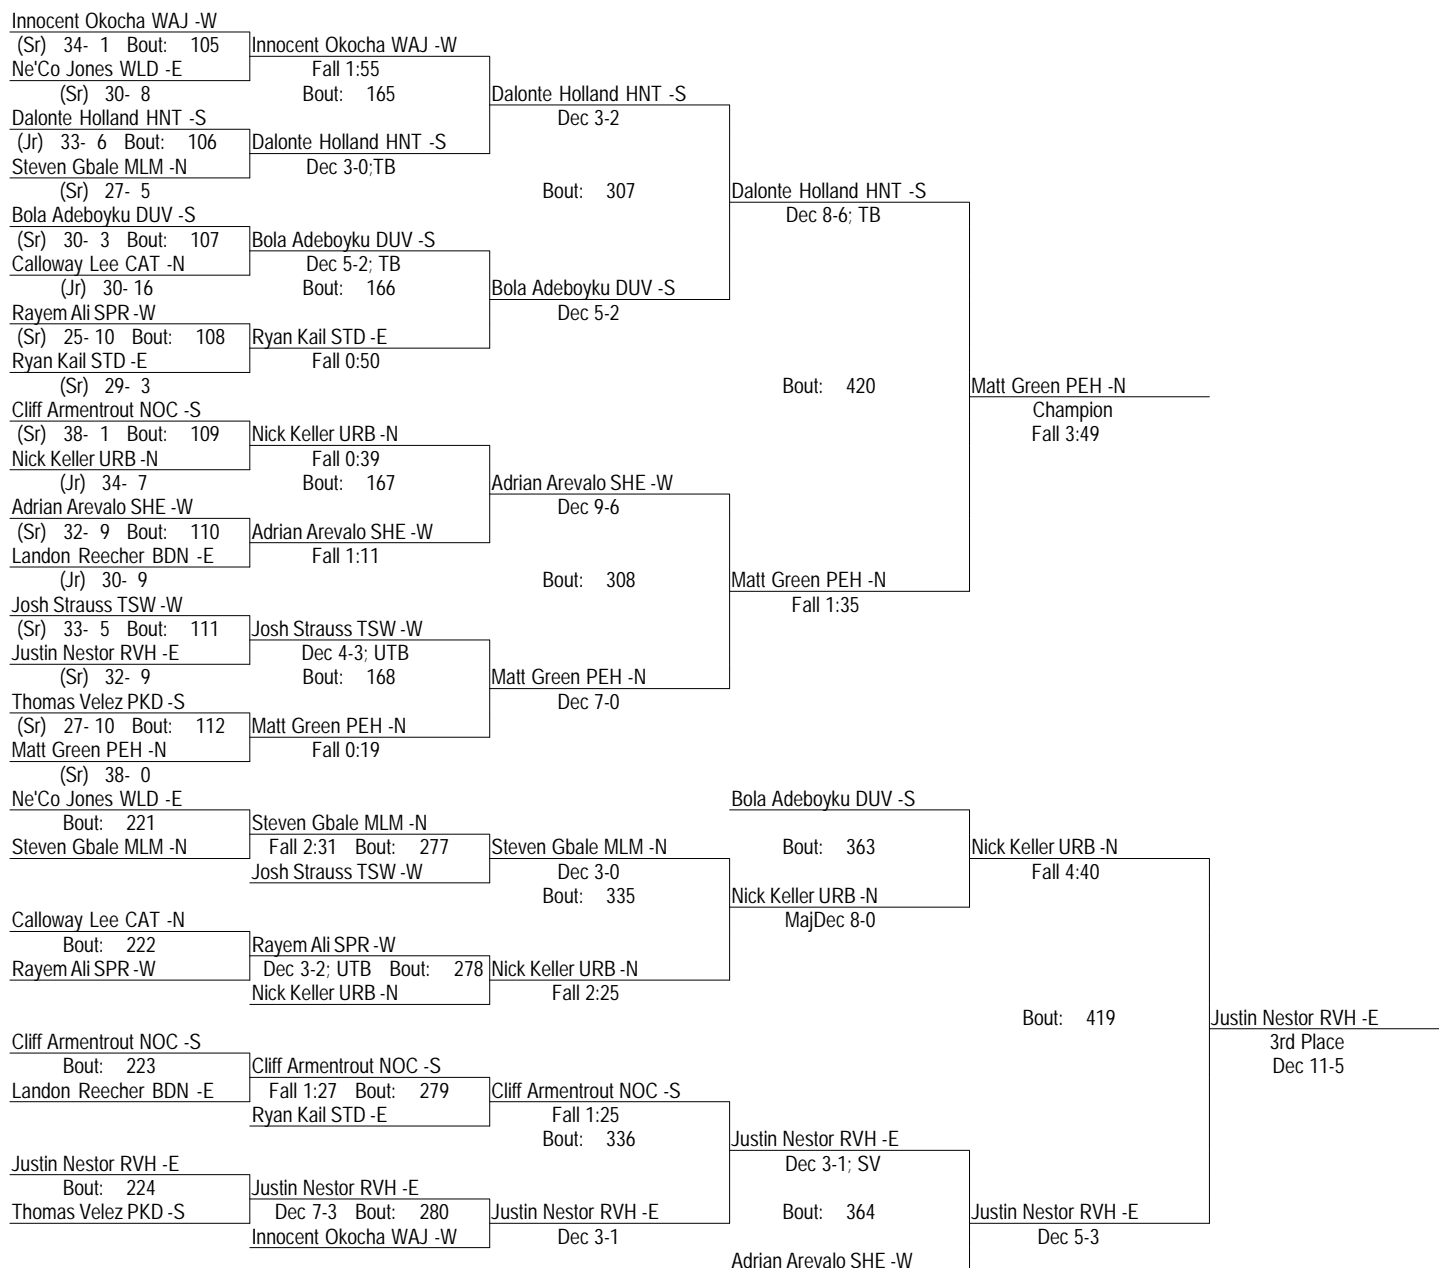 Innocent Okocha WAJ -W
(Sr) 34- 1 Bout: 105 Innocent Okocha WAJ -W
Ne'Co Jones WLD -E Fall 1:55
(Sr) 30- 8 Bout: 165 Dalonte Holland HNT -S
Dalonte Holland HNT -S Dec 3-2
(Jr) 33- 6 Bout: 106 Dalonte Holland HNT -S
Steven Gbale MLM -N Dec 3-0;TB
(Sr) 27- 5 Bout: 307 Dalonte Holland HNT -S
Bola Adeboyku DUV -S Dec 8-6; TB
(Sr) 30- 3 Bout: 107 Bola Adeboyku DUV -S
Calloway Lee CAT -N Dec 5-2; TB
(Jr) 30- 16 Bout: 166 Bola Adeboyku DUV -S
Rayem Ali SPR -W Dec 5-2
(Sr) 25- 10 Bout: 108 Ryan Kail STD -E
Ryan Kail STD -E Fall 0:50
(Sr) 29- 3 Bout: 420 Matt Green PEH -N
Cliff Armentrout NOC -S Champion
(Sr) 38- 1 Bout: 109 Nick Keller URB -N Fall 3:49
Nick Keller URB -N Fall 0:39
(Jr) 34- 7 Bout: 167 Adrian Arevalo SHE -W
Adrian Arevalo SHE -W Dec 9-6
(Sr) 32- 9 Bout: 110 Adrian Arevalo SHE -W
Landon Reecher BDN -E Fall 1:11
(Jr) 30- 9 Bout: 308 Matt Green PEH -N
Josh Strauss TSW -W Fall 1:35
(Sr) 33- 5 Bout: 111 Josh Strauss TSW -W
Justin Nestor RVH -E Dec 4-3; UTB
(Sr) 32- 9 Bout: 168 Matt Green PEH -N
Thomas Velez PKD -S Dec 7-0
(Sr) 27- 10 Bout: 112 Matt Green PEH -N
Matt Green PEH -N Fall 0:19
(Sr) 38- 0
Ne'Co Jones WLD -E Bola Adeboyku DUV -S
Bout: 221 Steven Gbale MLM -N
Steven Gbale MLM -N Fall 2:31 Bout: 277 Steven Gbale MLM -N Bout: 363 Nick Keller URB -N
Josh Strauss TSW -W Dec 3-0 Fall 4:40
Bout: 335 Nick Keller URB -N
Calloway Lee CAT -N MajDec 8-0
Bout: 222 Rayem Ali SPR -W
Rayem Ali SPR -W Dec 3-2; UTB Bout: 278 Nick Keller URB -N
Nick Keller URB -N Fall 2:25
Bout: 419 Justin Nestor RVH -E
Cliff Armentrout NOC -S 3rd Place
Bout: 223 Cliff Armentrout NOC -S Dec 11-5
Landon Reecher BDN -E Fall 1:27 Bout: 279 Cliff Armentrout NOC -S
Ryan Kail STD -E Fall 1:25
Bout: 336 Justin Nestor RVH -E
Justin Nestor RVH -E Dec 3-1; SV
Bout: 224 Justin Nestor RVH -E
Thomas Velez PKD -S Dec 7-3 Bout: 280 Justin Nestor RVH -E Bout: 364 Justin Nestor RVH -E
Innocent Okocha WAJ -W Dec 3-1 Dec 5-3
Adrian Arevalo SHE -W